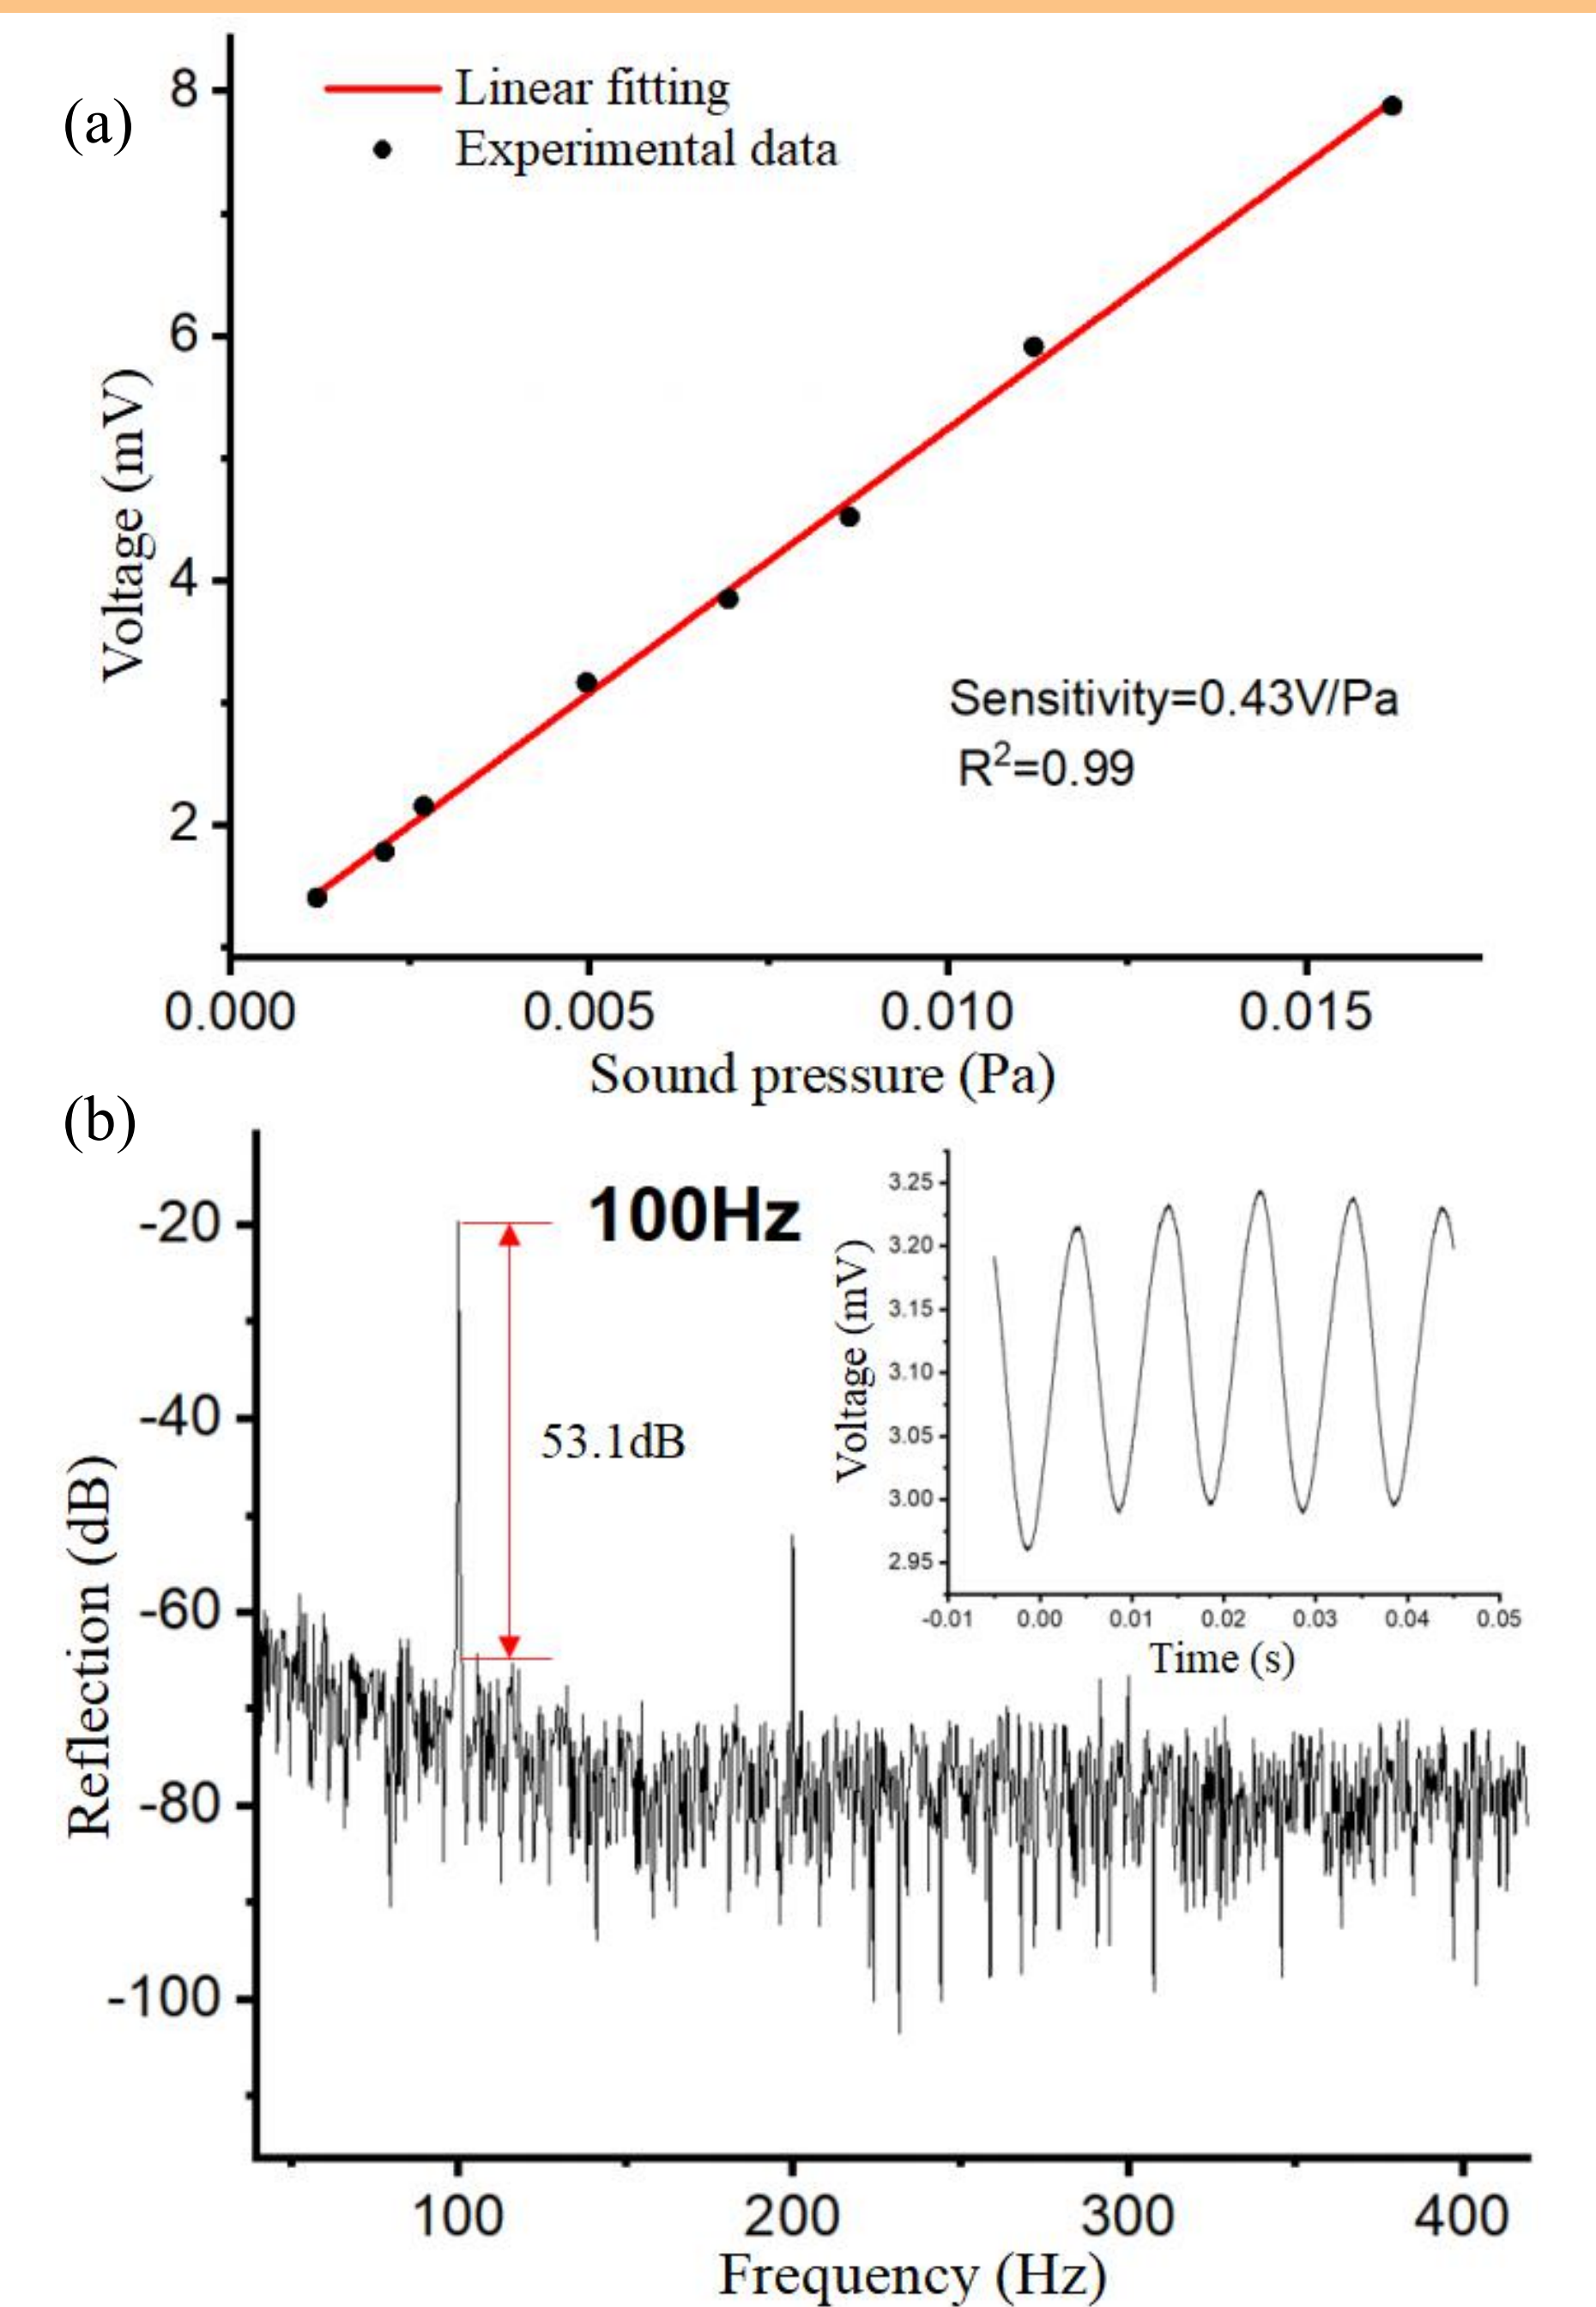 (a)
Linear fitting
Experimental data
8
6
4
2
Voltage (mV)
Sensitivity=0.43V/Pa
R²=0.99
0.000 0.005 0.010 0.015
Sound pressure (Pa)
(b)
100Hz
53.1dB
-20
-40
-60
-80
-100
Reflection (dB)
3.25
3.20
3.15
3.10
3.05
3.00
2.95
Voltage (mV)
-0.01 0.00 0.01 0.02 0.03 0.04 0.05
Time (s)
100 200 300 400
Frequency (Hz)